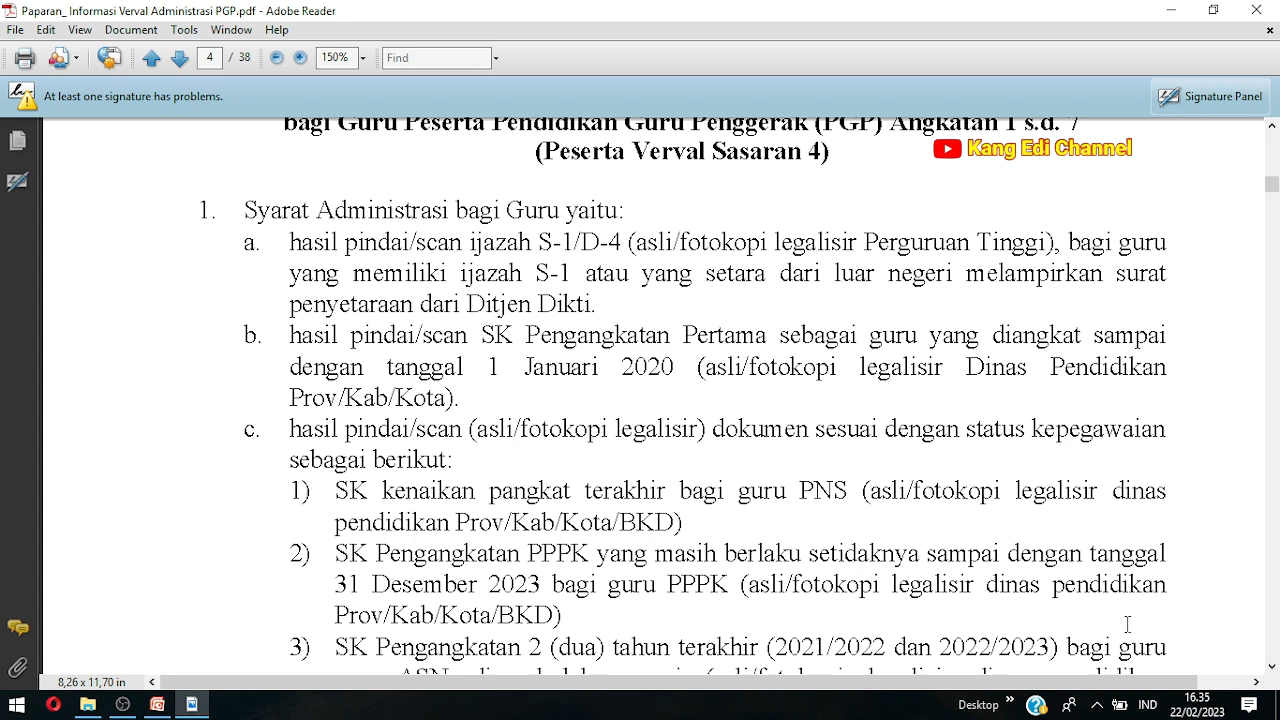 Paparan_ Informasi Verval Administrasi PGP.pdf - Adobe Reader
File Edit View Document Tools Window Help
4 / 38 150% Find
At least one signature has problems.
Signature Panel
bagi Guru Peserta Pendidikan Guru Penggerak (PGP) Angkatan 1 s.d. 7
(Peserta Verval Sasaran 4)
Kang Edi Channel
1. Syarat Administrasi bagi Guru yaitu:
a. hasil pindai/scan ijazah S-1/D-4 (asli/fotokopi legalisir Perguruan Tinggi), bagi guru
yang memiliki ijazah S-1 atau yang setara dari luar negeri melampirkan surat
penyetaraan dari Ditjen Dikti.
b. hasil pindai/scan SK Pengangkatan Pertama sebagai guru yang diangkat sampai
dengan tanggal 1 Januari 2020 (asli/fotokopi legalisir Dinas Pendidikan
Prov/Kab/Kota).
c. hasil pindai/scan (asli/fotokopi legalisir) dokumen sesuai dengan status kepegawaian
sebagai berikut:
1) SK kenaikan pangkat terakhir bagi guru PNS (asli/fotokopi legalisir dinas
pendidikan Prov/Kab/Kota/BKD)
2) SK Pengangkatan PPPK yang masih berlaku setidaknya sampai dengan tanggal
31 Desember 2023 bagi guru PPPK (asli/fotokopi legalisir dinas pendidikan
Prov/Kab/Kota/BKD)
3) SK Pengangkatan 2 (dua) tahun terakhir (2021/2022 dan 2022/2023) bagi guru
8,26 x 11,70 in
Desktop
IND
16.35
22/02/2023